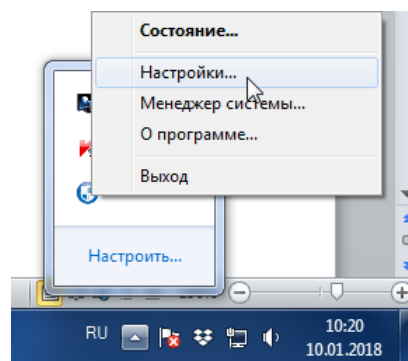 Состояние...
Настройки...
Менеджер системы...
О программе...
Выход
Настроить...
RU
10:20
10.01.2018